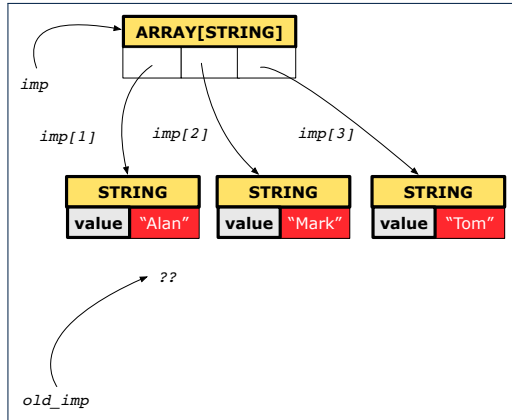 ARRAY[STRING]
imp
imp[1] imp[2] imp[3]
STRING STRING STRING
value “Alan” value “Mark” value “Tom”
??
old_imp